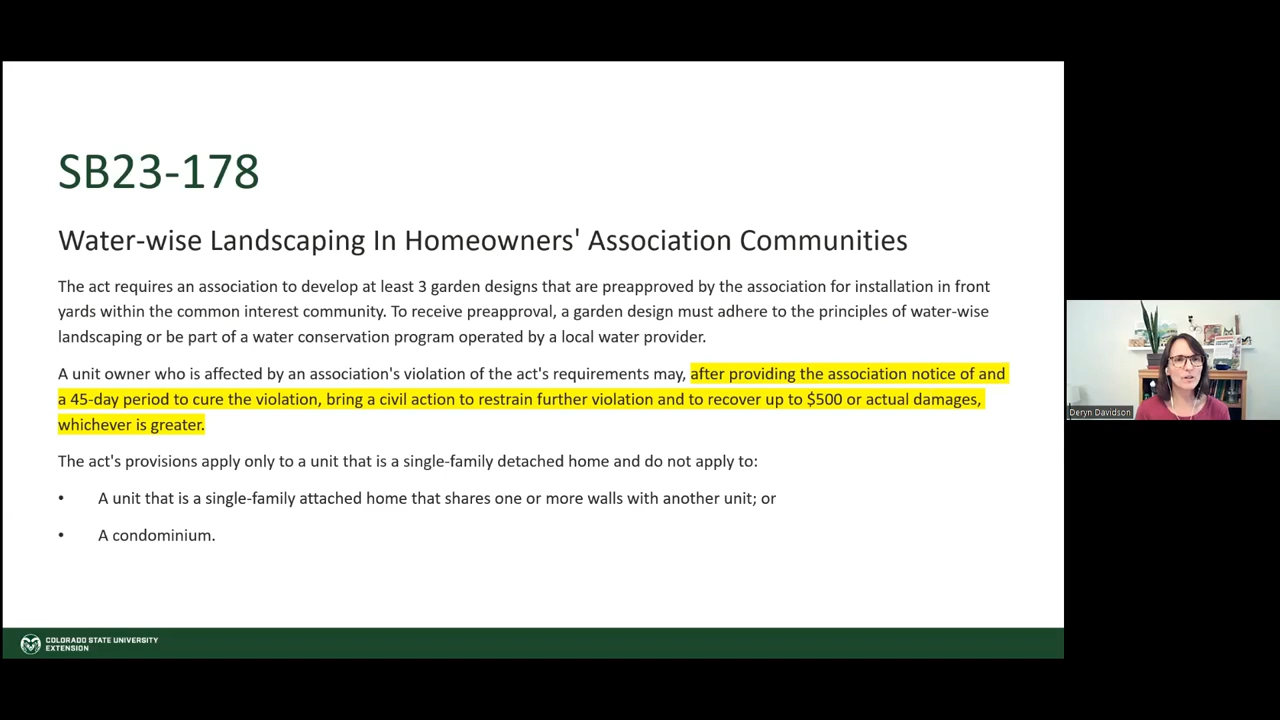 SB23-178
Water-wise Landscaping In Homeowners' Association Communities
The act requires an association to develop at least 3 garden designs that are preapproved by the association for installation in front
yards within the common interest community. To receive preapproval, a garden design must adhere to the principles of water-wise
landscaping or be part of a water conservation program operated by a local water provider.
A unit owner who is affected by an association's violation of the act's requirements may, after providing the association notice of and
a 45-day period to cure the violation, bring a civil action to restrain further violation and to recover up to $500 or actual damages,
whichever is greater.
The act's provisions apply only to a unit that is a single-family detached home and do not apply to:
• A unit that is a single-family attached home that shares one or more walls with another unit; or
• A condominium.
COLORADO STATE UNIVERSITY
EXTENSION
Deryn Davidson